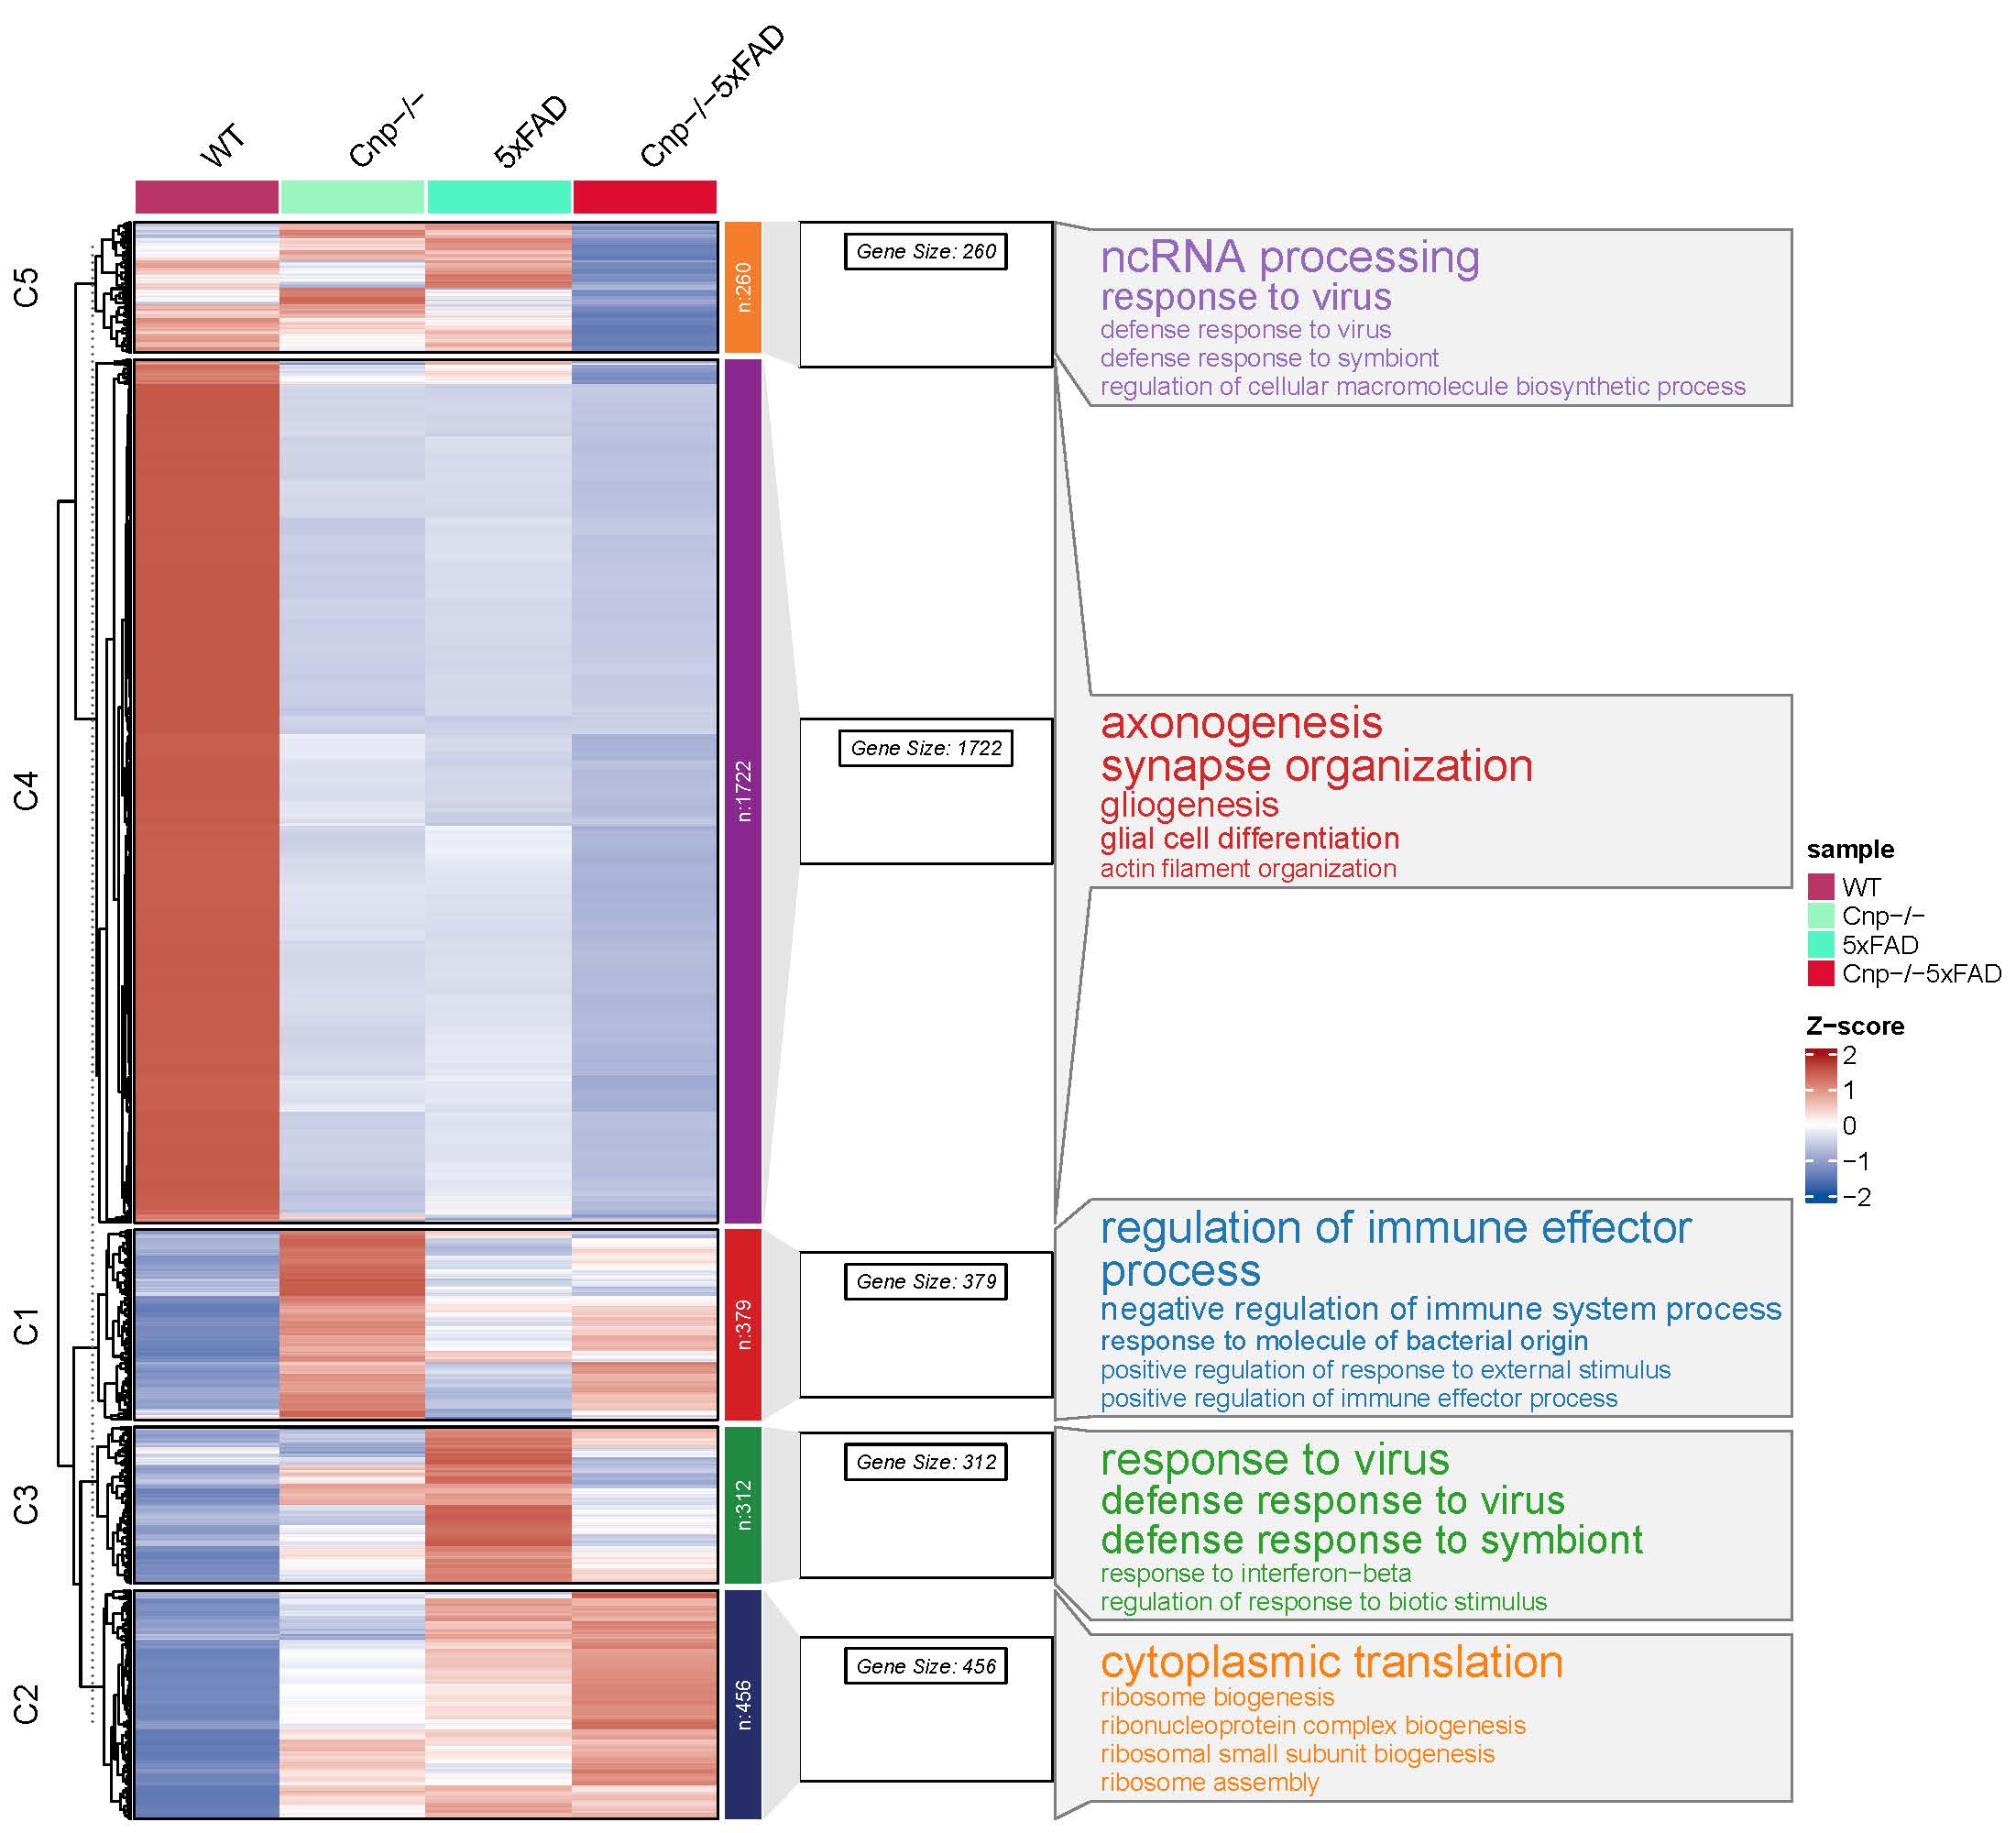 WT
Cnp−/−
5xFAD
Cnp−/−5xFAD
C5
n:260
Gene Size: 260
ncRNA processing
response to virus
defense response to virus
defense response to symbiont
regulation of cellular macromolecule biosynthetic process
C4
n:1722
Gene Size: 1722
axonogenesis
synapse organization
gliogenesis
glial cell differentiation
actin filament organization
C1
n:379
Gene Size: 379
regulation of immune effector
process
negative regulation of immune system process
response to molecule of bacterial origin
positive regulation of response to external stimulus
positive regulation of immune effector process
C3
n:312
Gene Size: 312
response to virus
defense response to virus
defense response to symbiont
response to interferon−beta
regulation of response to biotic stimulus
C2
n:456
Gene Size: 456
cytoplasmic translation
ribosome biogenesis
ribonucleoprotein complex biogenesis
ribosomal small subunit biogenesis
ribosome assembly
sample
WT
Cnp−/−
5xFAD
Cnp−/−5xFAD
Z−score
2
1
0
−1
−2